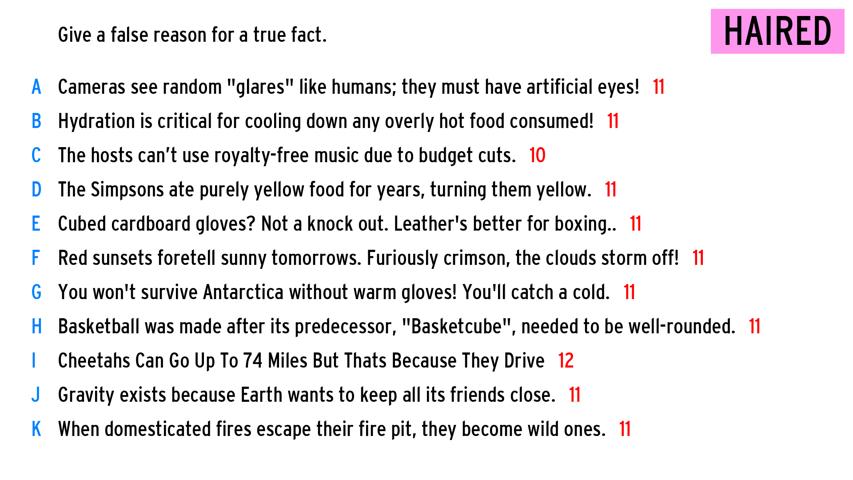 Give a false reason for a true fact.
HAIRED
A Cameras see random "glares" like humans; they must have artificial eyes! 11
B Hydration is critical for cooling down any overly hot food consumed! 11
C The hosts can't use royalty-free music due to budget cuts. 10
D The Simpsons ate purely yellow food for years, turning them yellow. 11
E Cubed cardboard gloves? Not a knock out. Leather's better for boxing.. 11
F Red sunsets foretell sunny tomorrows. Furiously crimson, the clouds storm off! 11
G You won't survive Antarctica without warm gloves! You'll catch a cold. 11
H Basketball was made after its predecessor, "Basketcube", needed to be well-rounded. 11
I Cheetahs Can Go Up To 74 Miles But Thats Because They Drive 12
J Gravity exists because Earth wants to keep all its friends close. 11
K When domesticated fires escape their fire pit, they become wild ones. 11